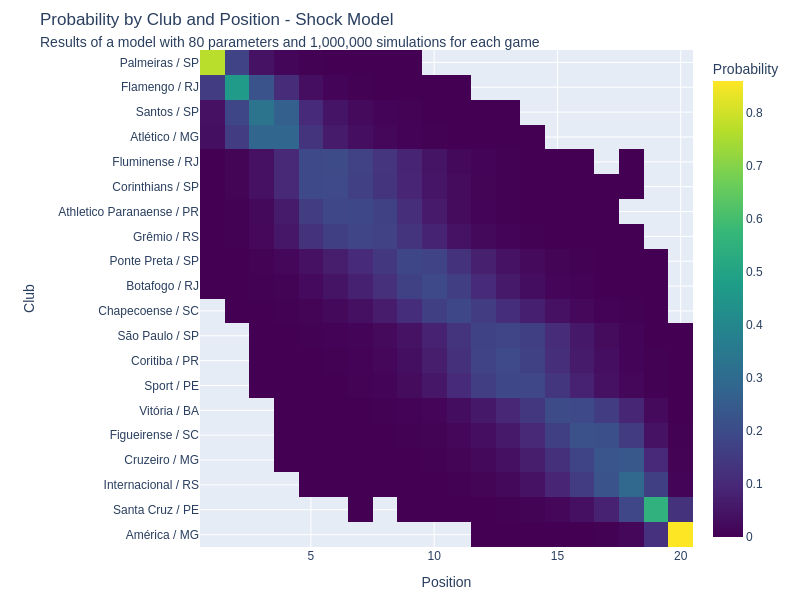 Probability by Club and Position - Shock Model
Results of a model with 80 parameters and 1,000,000 simulations for each game
Probability
Club
Palmeiras / SP
Flamengo / RJ
Santos / SP
Atlético / MG
Fluminense / RJ
Corinthians / SP
Athletico Paranaense / PR
Grêmio / RS
Ponte Preta / SP
Botafogo / RJ
Chapecoense / SC
São Paulo / SP
Coritiba / PR
Sport / PE
Vitória / BA
Figueirense / SC
Cruzeiro / MG
Internacional / RS
Santa Cruz / PE
América / MG
5
10
15
20
Position
0.8
0.7
0.6
0.5
0.4
0.3
0.2
0.1
0